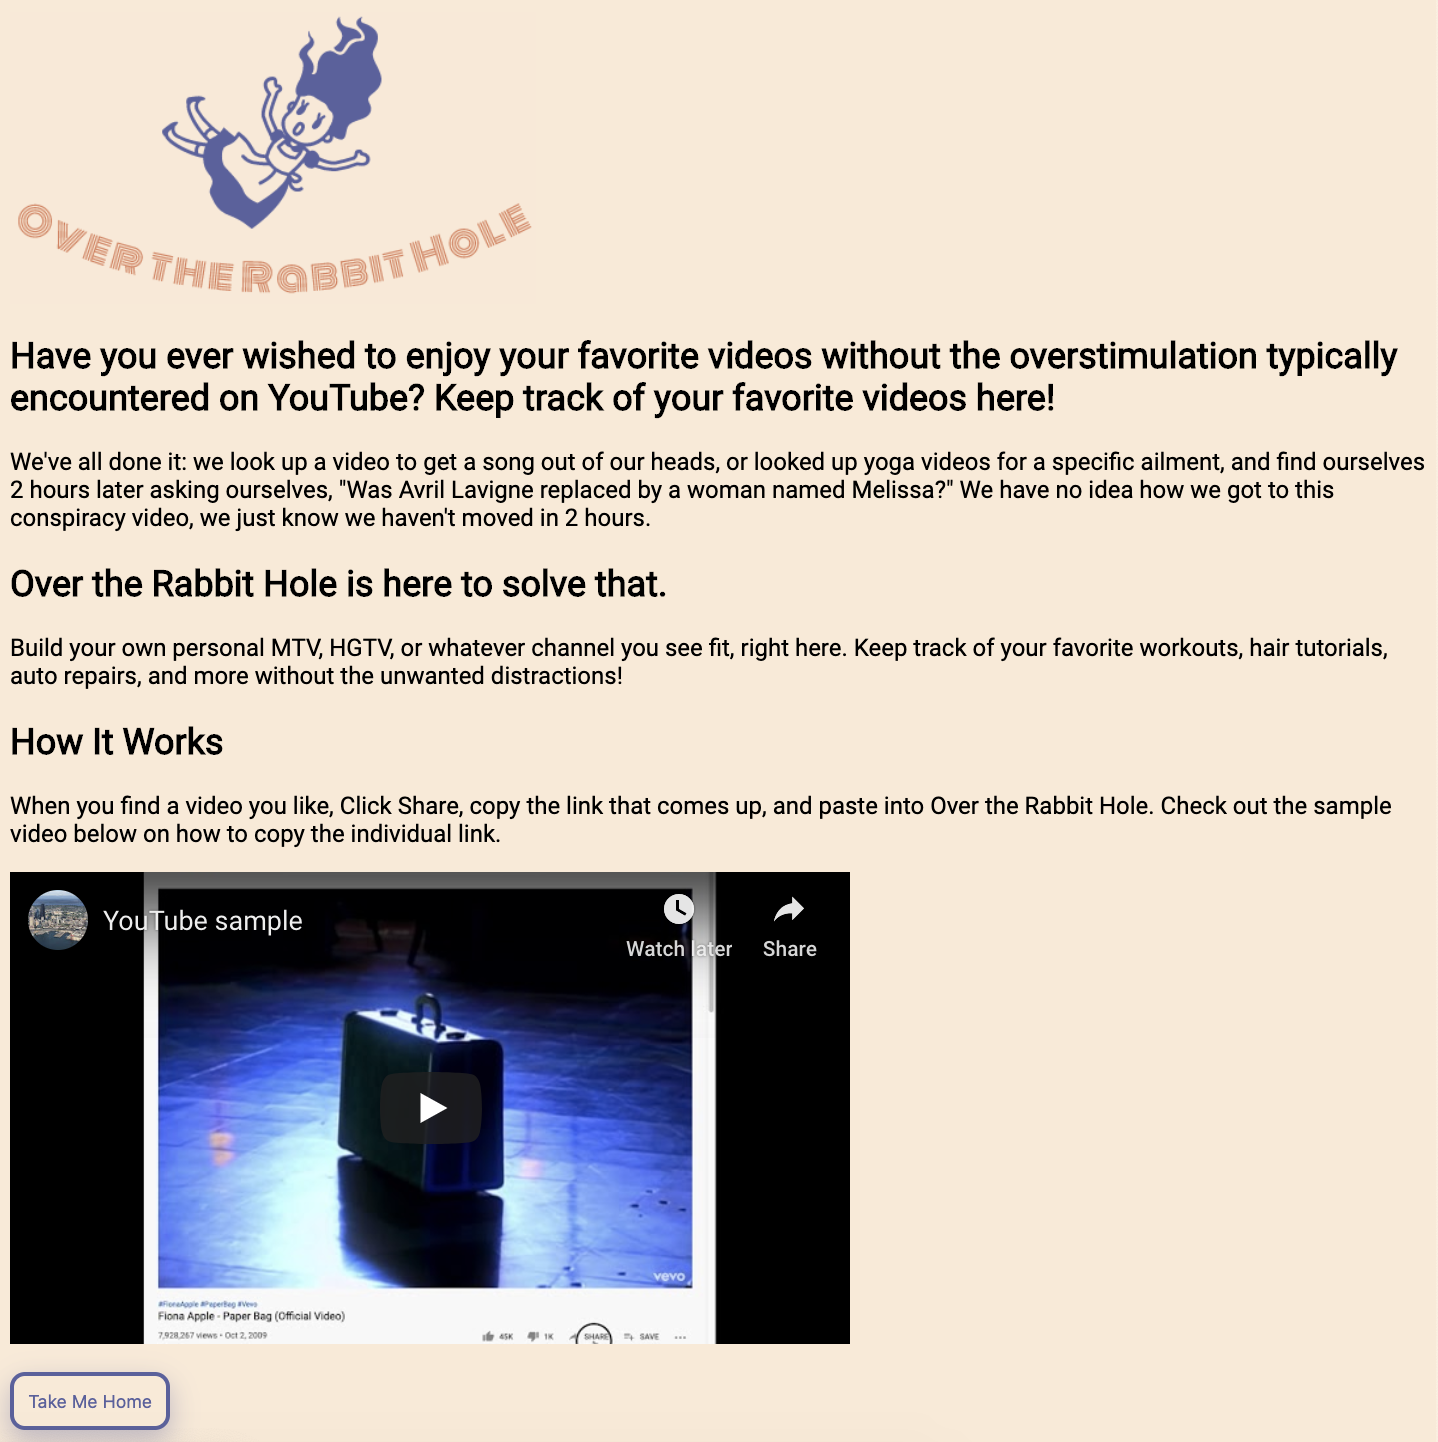 OVER THE RABBIT HOLE
Have you ever wished to enjoy your favorite videos without the overstimulation typically
encountered on YouTube? Keep track of your favorite videos here!
We've all done it: we look up a video to get a song out of our heads, or looked up yoga videos for a specific ailment, and find ourselves
2 hours later asking ourselves, "Was Avril Lavigne replaced by a woman named Melissa?" We have no idea how we got to this
conspiracy video, we just know we haven't moved in 2 hours.
Over the Rabbit Hole is here to solve that.
Build your own personal MTV, HGTV, or whatever channel you see fit, right here. Keep track of your favorite workouts, hair tutorials,
auto repairs, and more without the unwanted distractions!
How It Works
When you find a video you like, Click Share, copy the link that comes up, and paste into Over the Rabbit Hole. Check out the sample
video below on how to copy the individual link.
YouTube sample
Watch later Share
vevo
#FionaApple #PaperBag #Vevo
Fiona Apple - Paper Bag (Official Video)
7,928,267 views • Oct 2, 2009 45K 1K SHARE SAVE
Take Me Home